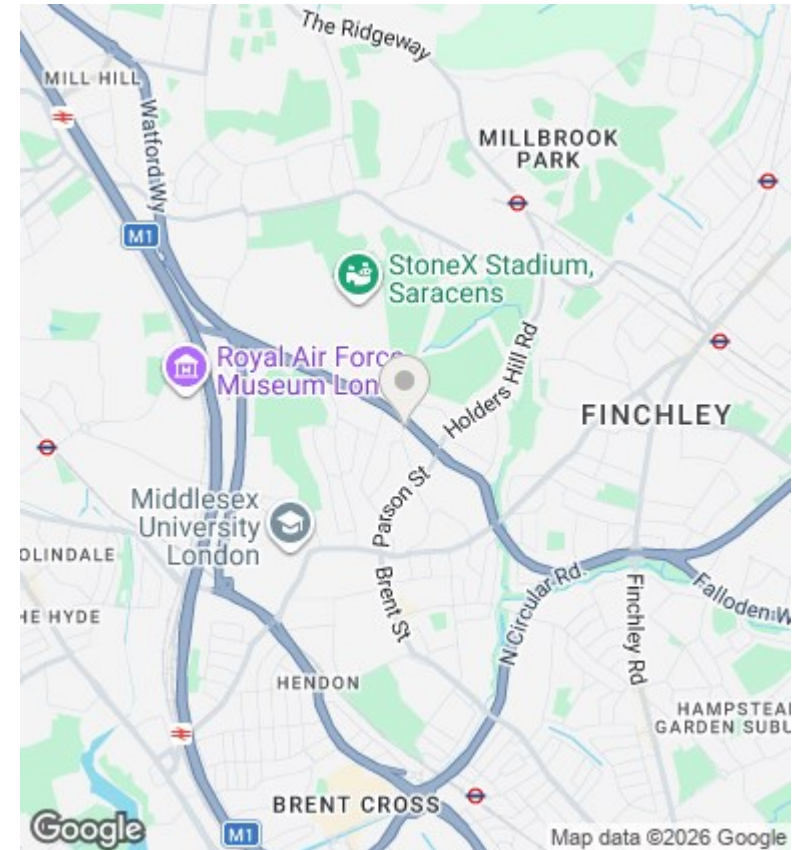 The Ridgeway
MILL HILL
Watford Wy
MILLBROOK
PARK
M1
StoneX Stadium,
Saracens
Royal Air Force
Museum Lon
Holders Hill Rd
FINCHLEY
Parson St
Middlesex
University
London
OLINDALE
HE HYDE
Brent St
N Circular Rd.
Finchley Rd
Falloden W
HENDON
HAMPSTEA
GARDEN SUBU
BRENT CROSS
Google
M1
Map data ©2026 Google